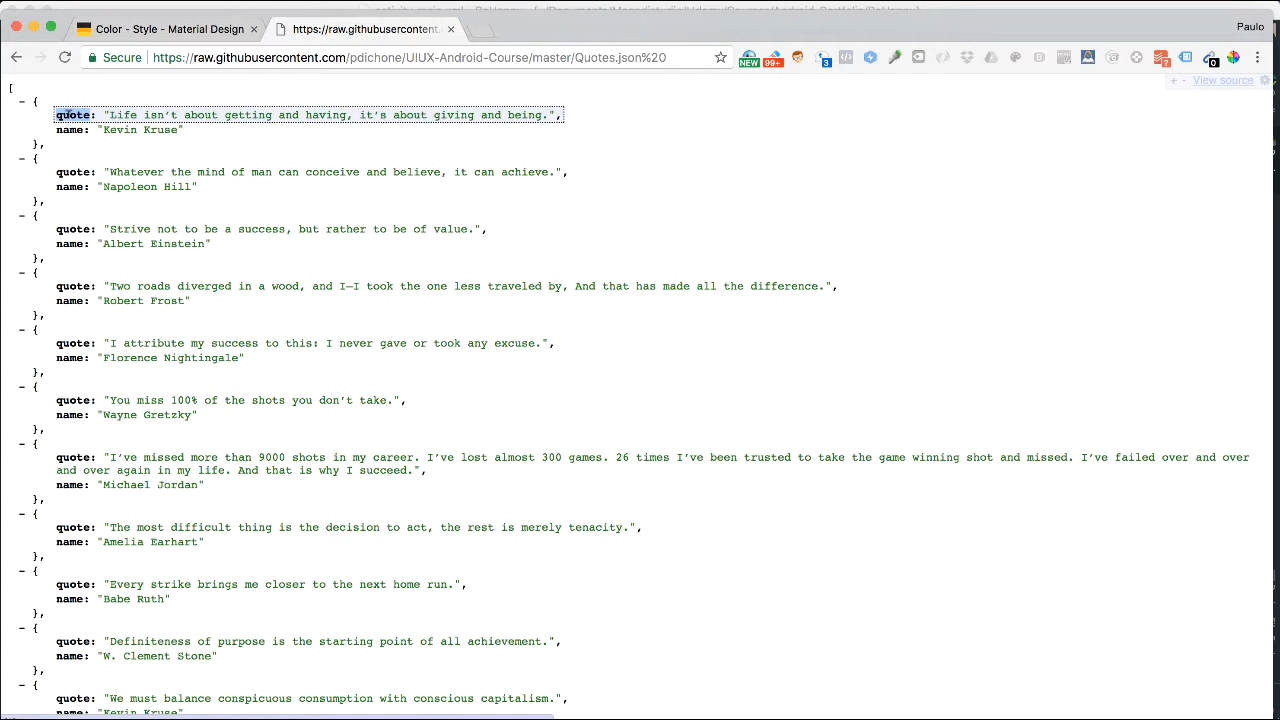 Color - Style - Material Design
https://raw.githubusercontent.
Paulo
Secure
https://raw.githubusercontent.com/pdichone/UIUX-Android-Course/master/Quotes.json%20
NEW
99+
3
?
0
+ - View source
[
- {
quote: "Life isn’t about getting and having, it’s about giving and being.",
name: "Kevin Kruse"
},
- {
quote: "Whatever the mind of man can conceive and believe, it can achieve.",
name: "Napoleon Hill"
},
- {
quote: "Strive not to be a success, but rather to be of value.",
name: "Albert Einstein"
},
- {
quote: "Two roads diverged in a wood, and I—I took the one less traveled by, And that has made all the difference.",
name: "Robert Frost"
},
- {
quote: "I attribute my success to this: I never gave or took any excuse.",
name: "Florence Nightingale"
},
- {
quote: "You miss 100% of the shots you don’t take.",
name: "Wayne Gretzky"
},
- {
quote: "I’ve missed more than 9000 shots in my career. I’ve lost almost 300 games. 26 times I’ve been trusted to take the game winning shot and missed. I’ve failed over and over
and over again in my life. And that is why I succeed.",
name: "Michael Jordan"
},
- {
quote: "The most difficult thing is the decision to act, the rest is merely tenacity.",
name: "Amelia Earhart"
},
- {
quote: "Every strike brings me closer to the next home run.",
name: "Babe Ruth"
},
- {
quote: "Definiteness of purpose is the starting point of all achievement.",
name: "W. Clement Stone"
},
- {
quote: "We must balance conspicuous consumption with conscious capitalism.",
name: "Kevin Kruse"